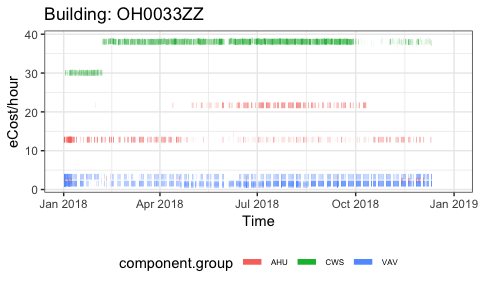 Building: OH0033ZZ
eCost/hour
40
30
20
10
0
Jan 2018 Apr 2018 Jul 2018 Oct 2018 Jan 2019
Time
component.group AHU CWS VAV